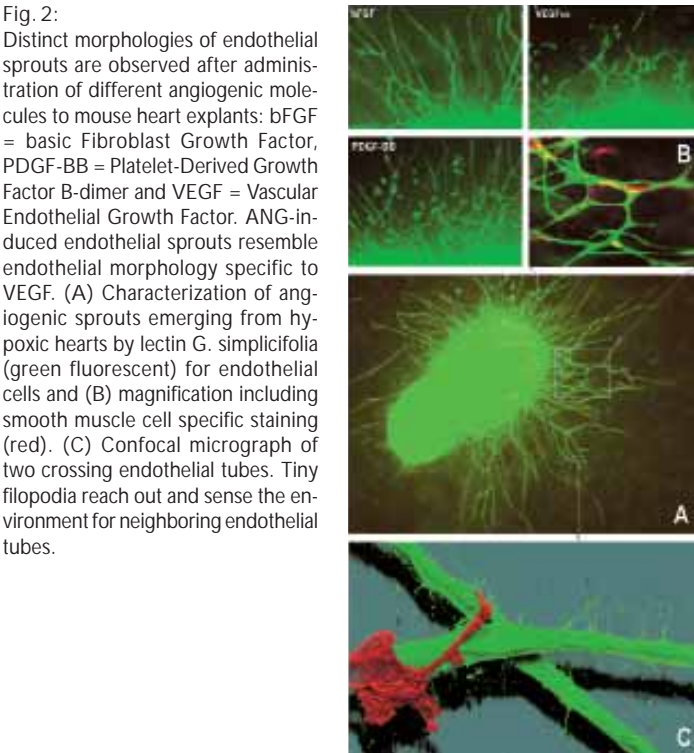 Fig. 2:
Distinct morphologies of endothelial
sprouts are observed after adminis-
tration of different angiogenic mole-
cules to mouse heart explants: bFGF
= basic Fibroblast Growth Factor,
PDGF-BB = Platelet-Derived Growth
Factor B-dimer and VEGF = Vascular
Endothelial Growth Factor. ANG-in-
duced endothelial sprouts resemble
endothelial morphology specific to
VEGF. (A) Characterization of ang-
iogenic sprouts emerging from hy-
poxic hearts by lectin G. simplicifolia
(green fluorescent) for endothelial
cells and (B) magnification including
smooth muscle cell specific staining
(red). (C) Confocal micrograph of
two crossing endothelial tubes. Tiny
filopodia reach out and sense the en-
vironment for neighboring endothelial
tubes.
bFGF
PDGF-BB
B
A
C